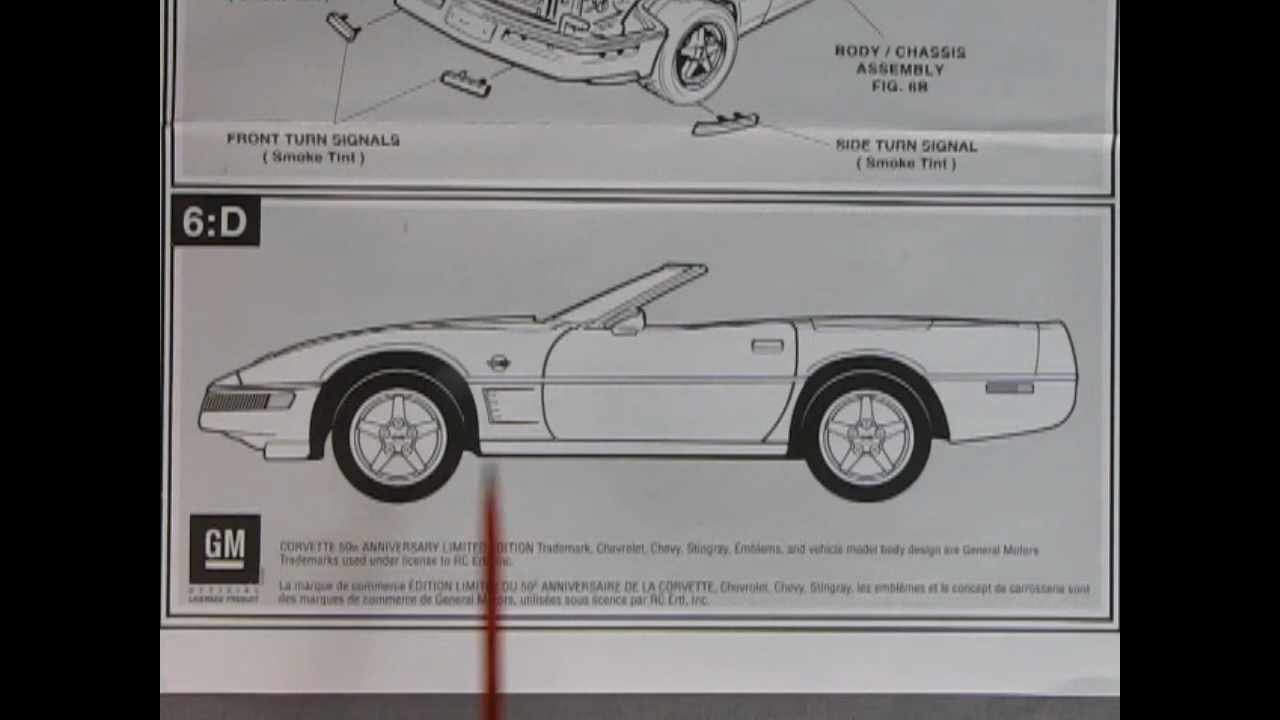 BODY / CHASSIS
ASSEMBLY
FIG. 6B
FRONT TURN SIGNALS
( Smoke Tint )
SIDE TURN SIGNAL
( Smoke Tint )
6:D
GM
OFFICIAL
LICENSED PRODUCT
CORVETTE 50th ANNIVERSARY LIMITED EDITION Trademark, Chevrolet, Chevy, Stingray, Emblems, and vehicle model body design are General Motors
Trademarks used under license to RC Ertl, Inc.
La marque de commerce ÉDITION LIMITÉE DU 50E ANNIVERSAIRE DE LA CORVETTE, Chevrolet, Chevy, Stingray, les emblèmes et le concept de carrosserie sont
des marques de commerce de General Motors, utilisées sous licence par RC Ertl, Inc.